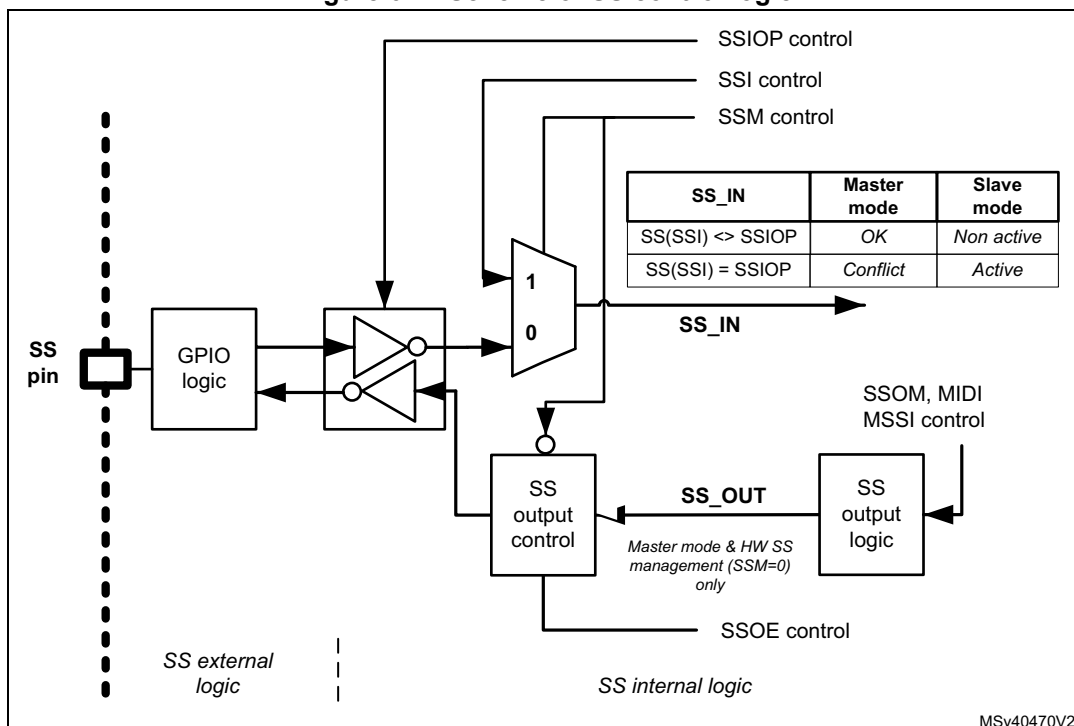 SSIOP control
SSI control
SSM control
SS_IN
Master
mode
Slave
mode
SS(SSI) <> SSIOP
OK
Non active
SS(SSI) = SSIOP
Conflict
Active
1
0
SS_IN
SS
pin
GPIO
logic
SSOM, MIDI
MSSI control
SS
output
control
SS_OUT
SS
output
logic
Master mode & HW SS
management (SSM=0)
only
SSOE control
SS external
logic
SS internal logic
MSv40470V2